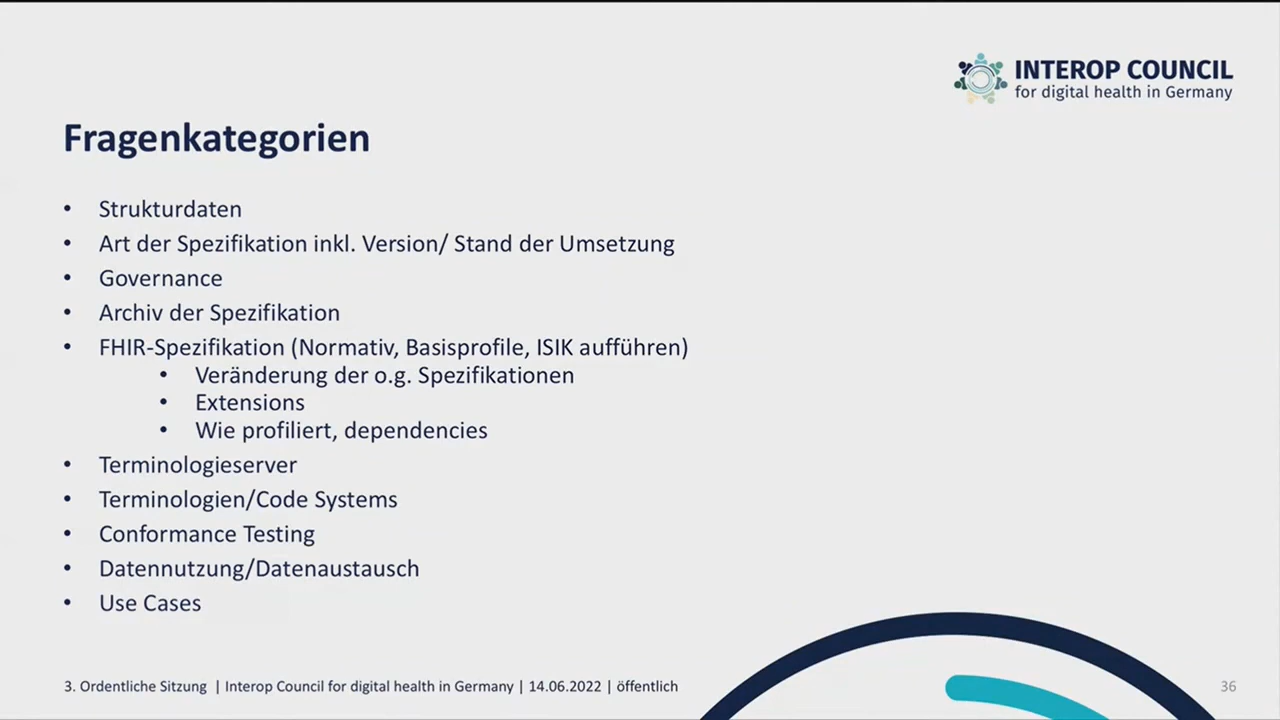 INTEROP COUNCIL
for digital health in Germany
Fragenkategorien
• Strukturdaten
• Art der Spezifikation inkl. Version/ Stand der Umsetzung
• Governance
• Archiv der Spezifikation
• FHIR-Spezifikation (Normativ, Basisprofile, ISIK aufführen)
• Veränderung der o.g. Spezifikationen
• Extensions
• Wie profiliert, dependencies
• Terminologieserver
• Terminologien/Code Systems
• Conformance Testing
• Datennutzung/Datenaustausch
• Use Cases
3. Ordentliche Sitzung | Interop Council for digital health in Germany | 14.06.2022 | öffentlich
36